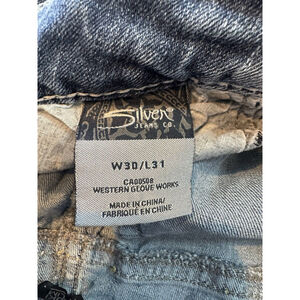 Silver
JEANS CO.
W30/L31
CA00508
WESTERN GLOVE WORKS
MADE IN CHINA/
FABRIQUÉ EN CHINE